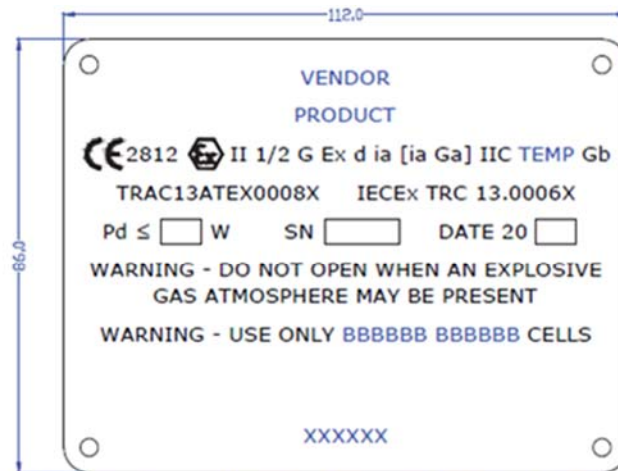 112.0
VENDOR
PRODUCT
CE 2812 Ex II 1/2 G Ex d ia [ia Ga] IIC TEMP Gb
TRAC13ATEX0008X IECEx TRC 13.0006X
Pd ≤ W SN DATE 20
86.0
WARNING - DO NOT OPEN WHEN AN EXPLOSIVE
GAS ATMOSPHERE MAY BE PRESENT
WARNING - USE ONLY BBBBBB BBBBBB CELLS
XXXXXX